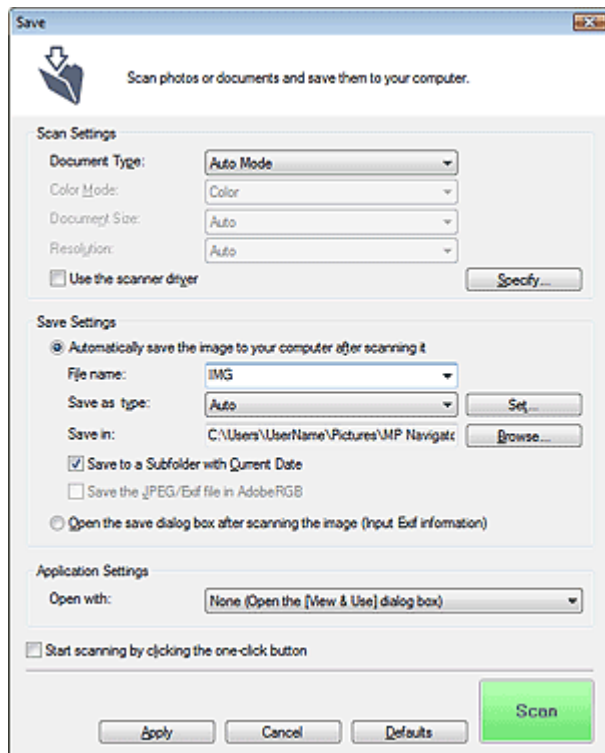 Save
Scan photos or documents and save them to your computer.
Scan Settings
Document Type: Auto Mode
Color Mode: Color
Document Size: Auto
Resolution: Auto
Use the scanner driver Specify...
Save Settings
Automatically save the image to your computer after scanning it
File name: IMG
Save as type: Auto Set...
Save in: C:\Users\UserName\Pictures\MP Navigato Browse...
Save to a Subfolder with Current Date
Save the JPEG/Exif file in AdobeRGB
Open the save dialog box after scanning the image (Input Exif information)
Application Settings
Open with: None (Open the [View & Use] dialog box)
Start scanning by clicking the one-click button
Scan
Apply Cancel Defaults